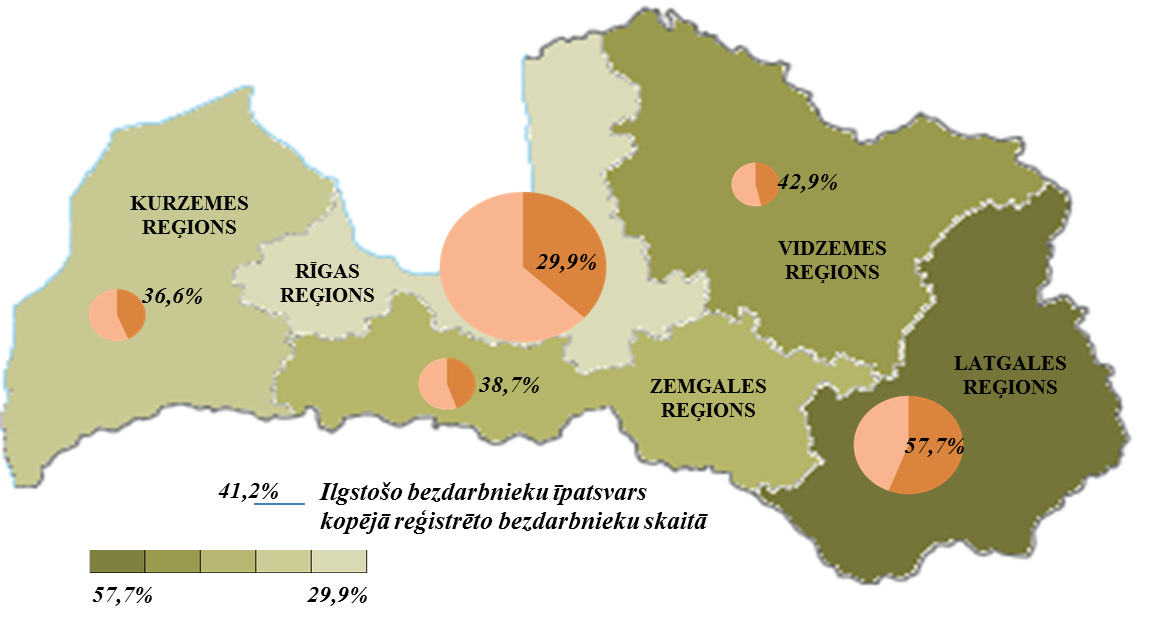 42,9%
KURZEMES
REĢIONS
VIDZEMES
REĢIONS
29,9%
RĪGAS
REĢIONS
36,6%
LATGALES
REĢIONS
38,7%
ZEMGALES
REĢIONS
57,7%
41,2%
Ilgstošo bezdarbnieku īpatsvars
kopējā reģistrēto bezdarbnieku skaitā
57,7%
29,9%